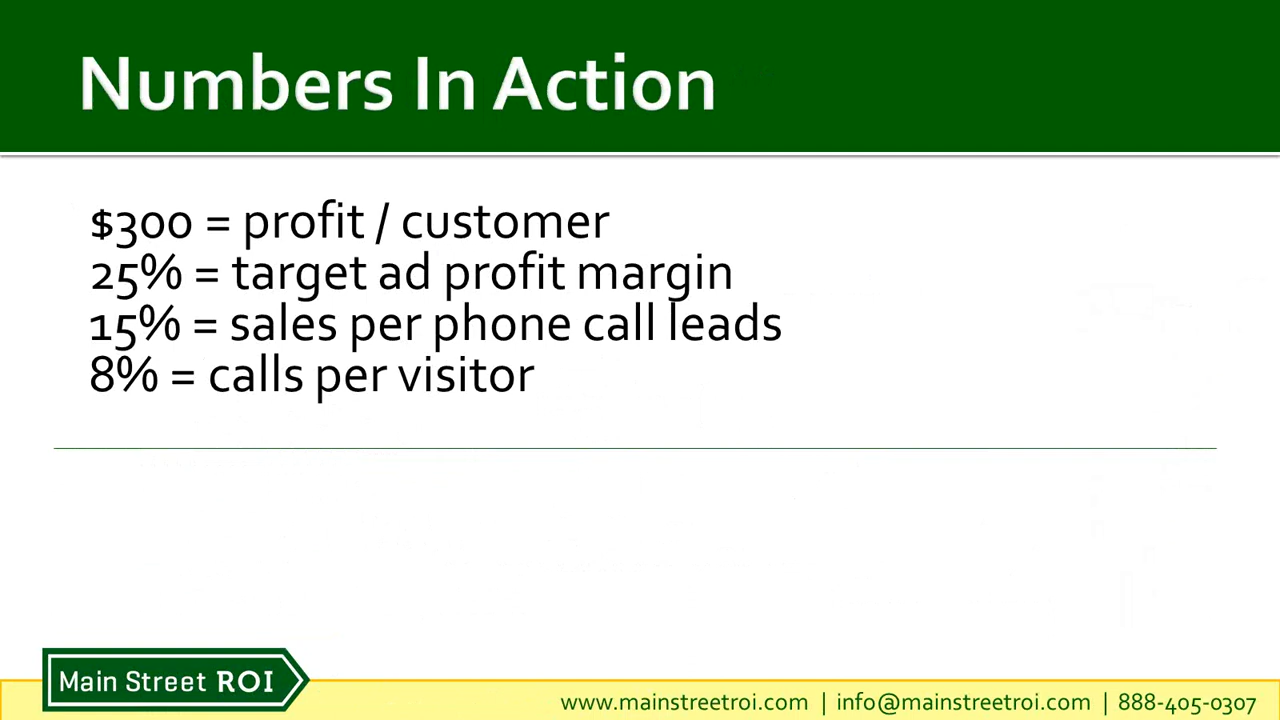 Numbers In Action
$300 = profit / customer
25% = target ad profit margin
15% = sales per phone call leads
8% = calls per visitor
Main Street ROI
www.mainstreetroi.com | info@mainstreetroi.com | 888-405-0307